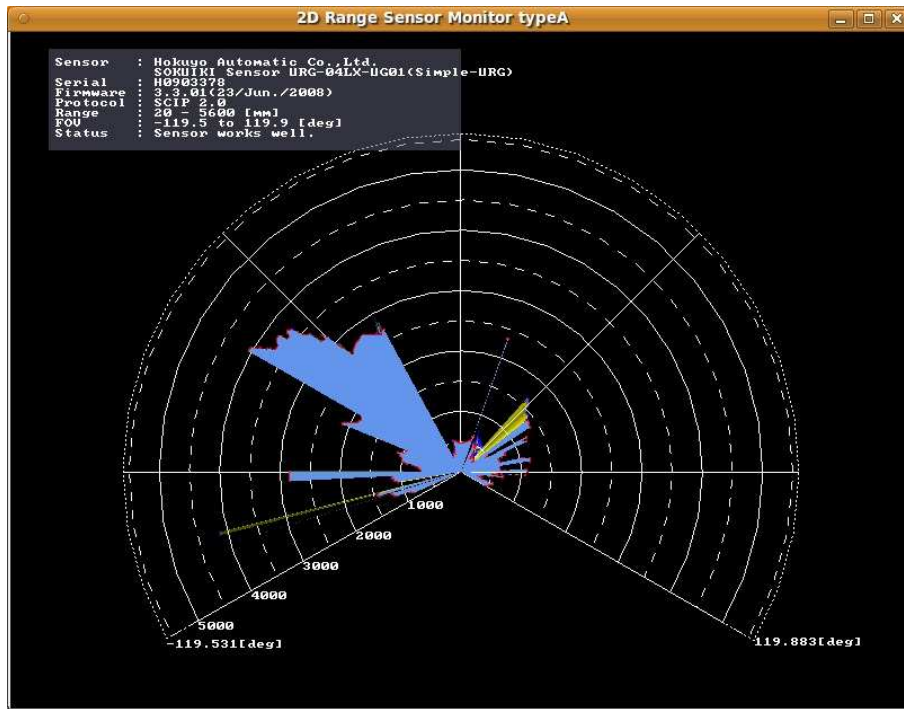 2D Range Sensor Monitor typeA
Sensor : Hokuyo Automatic Co.,Ltd.
SOKUIKI Sensor URG-04LX-UG01(Simple-URG)
Serial : H0903378
Firmware : 3.3.01(23/Jun./2008)
Protocol : SCIP 2.0
Range : 20 - 5600 [mm]
FOV : -119.5 to 119.9 [deg]
Status : Sensor works well.
1000
2000
3000
4000
5000
-119.531[deg]
119.883[deg]